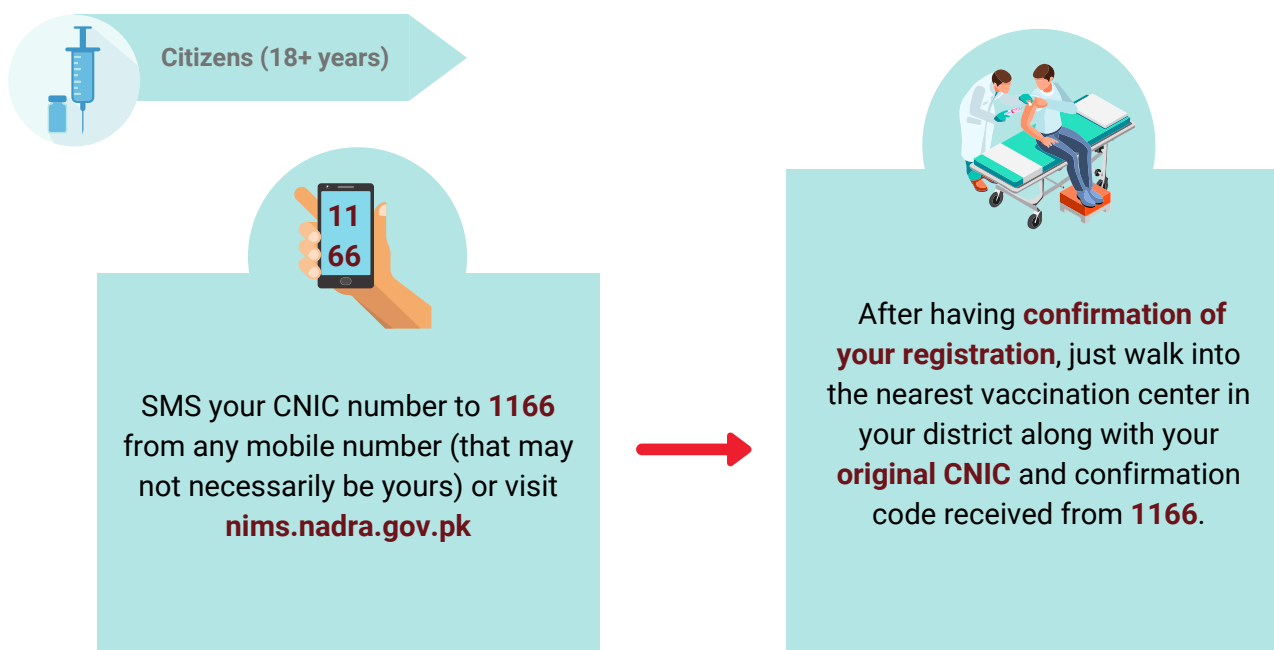 Citizens (18+ years)
11
66
SMS your CNIC number to 1166
from any mobile number (that may
not necessarily be yours) or visit
nims.nadra.gov.pk
After having confirmation of
your registration, just walk into
the nearest vaccination center in
your district along with your
original CNIC and confirmation
code received from 1166.